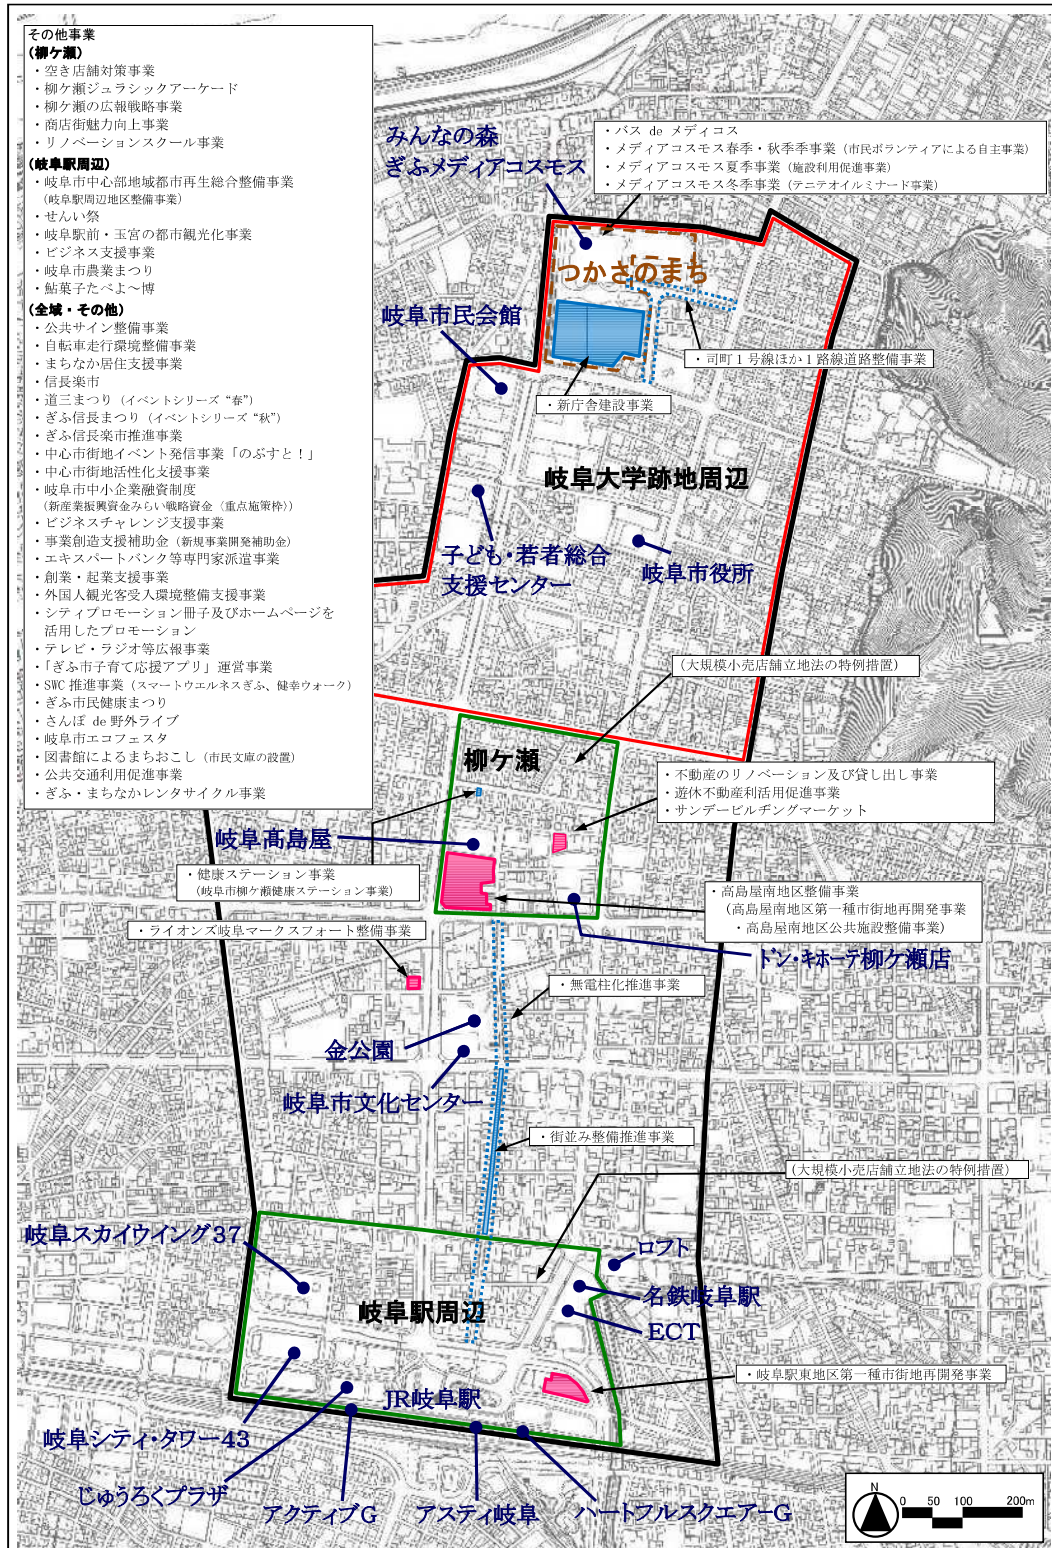 その他事業
(柳ケ瀬)
・空き店舗対策事業
・柳ケ瀬ジュラシックアーケード
・柳ケ瀬の広報戦略事業
・商店街魅力向上事業
・リノベーションスクール事業
(岐阜駅周辺)
・岐阜市中心部地域都市再生総合整備事業
(岐阜駅周辺地区整備事業)
・せんい祭
・岐阜駅前・玉宮の都市観光化事業
・ビジネス支援事業
・岐阜市農業まつり
・鮎菓子たべよ～博
(全域・その他)
・公共サイン整備事業
・自転車走行環境整備事業
・まちなか居住支援事業
・信長楽市
・道三まつり（イベントシリーズ“春”）
・ぎふ信長まつり（イベントシリーズ“秋”）
・ぎふ信長楽市推進事業
・中心市街地イベント発信事業「のぶすと！」
・中心市街地活性化支援事業
・岐阜市中小企業融資制度
(新産業振興資金みらい戦略資金（重点施策枠）)
・ビジネスチャレンジ支援事業
・事業創造支援補助金（新規事業開発補助金）
・エキスパートバンク等専門家派遣事業
・創業・起業支援事業
・外国人観光客受入環境整備支援事業
・シティプロモーション冊子及びホームページを
活用したプロモーション
・テレビ・ラジオ等広報事業
・「ぎふ市子育て応援アプリ」運営事業
・SWC 推進事業（スマートウエルネスぎふ、健幸ウォーク）
・ぎふ市民健康まつり
・さんぽ de 野外ライブ
・岐阜市エコフェスタ
・図書館によるまちおこし（市民文庫の設置）
・公共交通利用促進事業
・ぎふ・まちなかレンタサイクル事業
みんなの森
ぎふメディアコスモス
・バス de メディコス
・メディアコスモス春季・秋季季事業（市民ボランティアによる自主事業）
・メディアコスモス夏季事業（施設利用促進事業）
・メディアコスモス冬季事業（テニテオイルミナード事業）
つかさのまち
岐阜市民会館
・司町１号線ほか１路線道路整備事業
・新庁舎建設事業
岐阜大学跡地周辺
子ども・若者総合
支援センター
岐阜市役所
(大規模小売店舗立地法の特例措置)
柳ケ瀬
・不動産のリノベーション及び貸し出し事業
・遊休不動産利活用促進事業
・サンデービルヂングマーケット
岐阜髙島屋
・健康ステーション事業
(岐阜市柳ケ瀬健康ステーション事業)
・高島屋南地区整備事業
(高島屋南地区第一種市街地再開発事業
・高島屋南地区公共施設整備事業)
・ライオンズ岐阜マークスフォート整備事業
ドン・キホーテ柳ケ瀬店
・無電柱化推進事業
金公園
岐阜市文化センター
・街並み整備推進事業
(大規模小売店舗立地法の特例措置)
岐阜スカイウイング37
ロフト
名鉄岐阜駅
岐阜駅周辺
ECT
・岐阜駅東地区第一種市街地再開発事業
JR岐阜駅
岐阜シティ・タワー43
じゅうろくプラザ
アクティブG
アスティ岐阜
ハートフルスクエアーG
N
0 50 100 200m